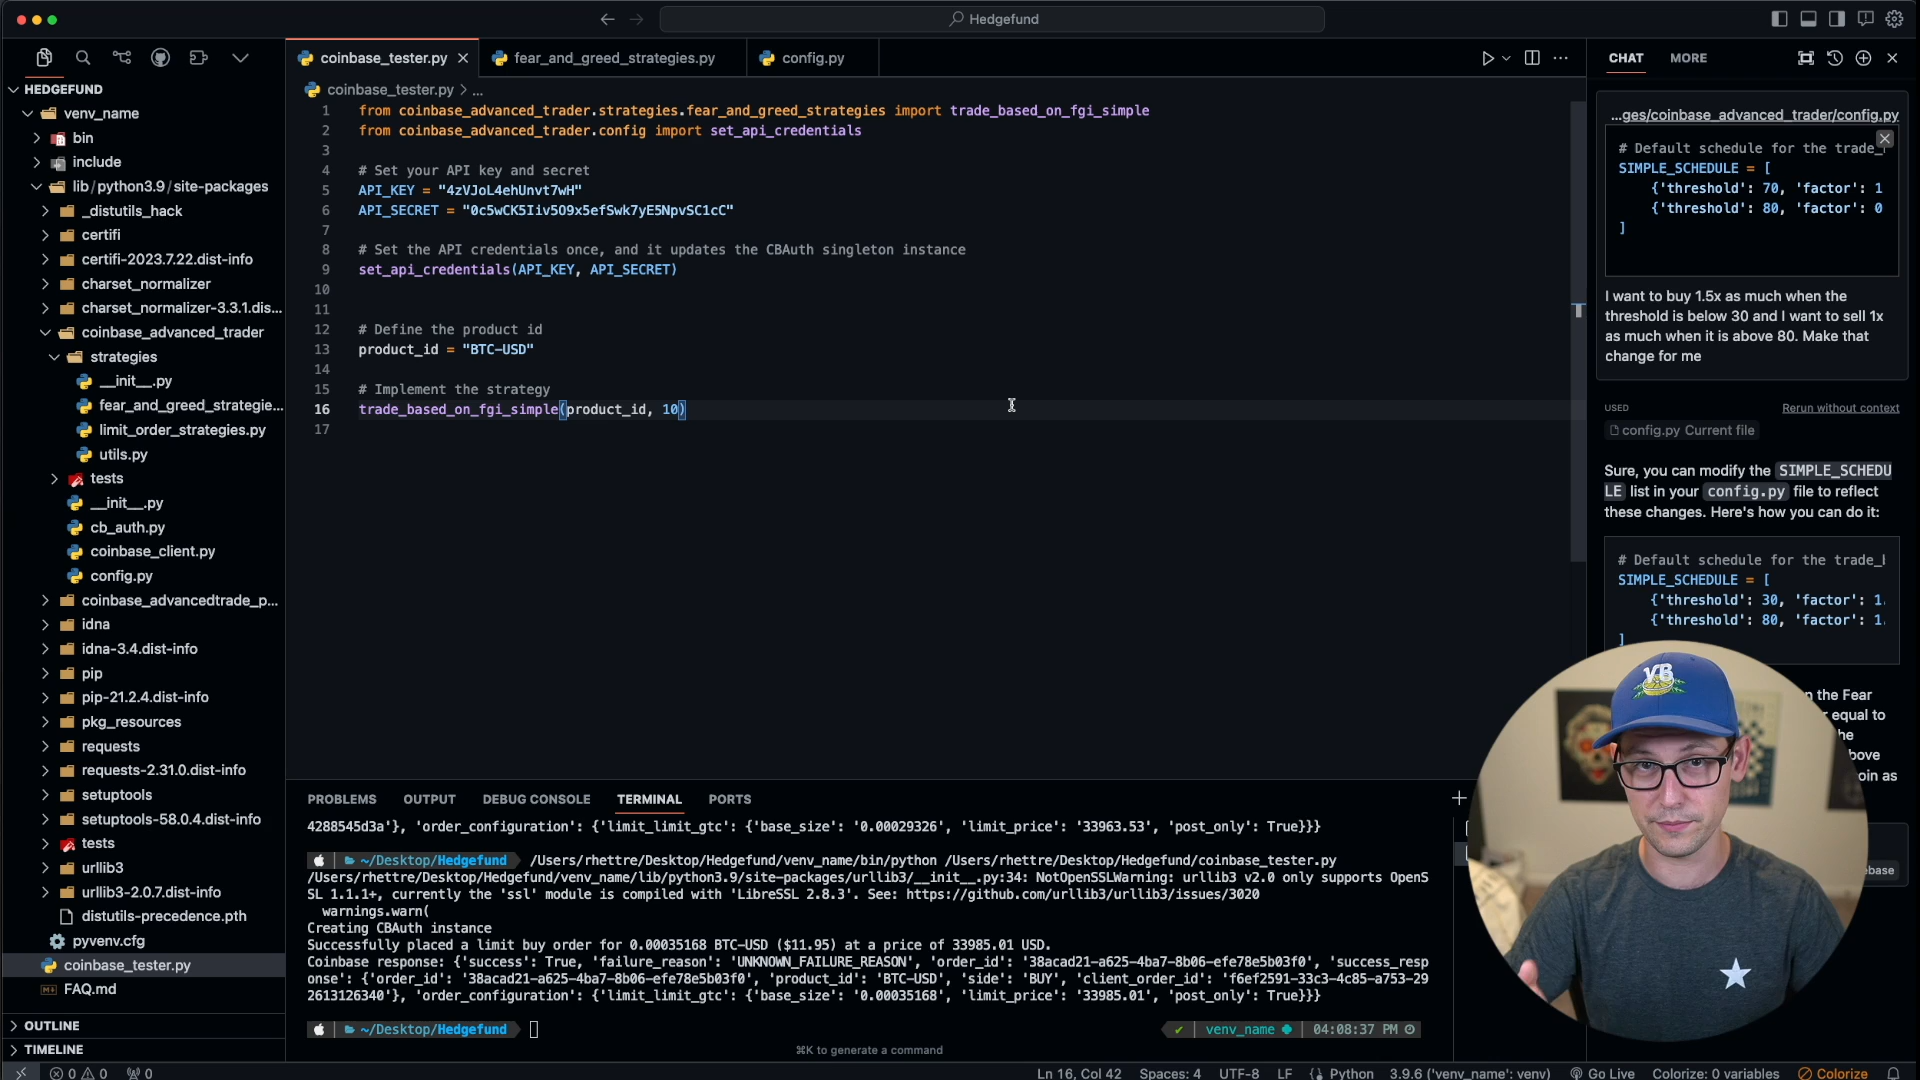 Hedgefund
HEDGEFUND
venv_name
bin
include
lib/python3.9/site-packages
_distutils_hack
certifi
certifi-2023.7.22.dist-info
charset_normalizer
charset_normalizer-3.3.1.dis...
coinbase_advanced_trader
strategies
__init__.py
fear_and_greed_strategie...
limit_order_strategies.py
utils.py
tests
__init__.py
cb_auth.py
coinbase_client.py
config.py
coinbase_advancedtrade_p...
idna
idna-3.4.dist-info
pip
pip-21.2.4.dist-info
pkg_resources
requests
requests-2.31.0.dist-info
setuptools
setuptools-58.0.4.dist-info
tests
urllib3
urllib3-2.0.7.dist-info
distutils-precedence.pth
pyvenv.cfg
coinbase_tester.py
FAQ.md
OUTLINE
TIMELINE
coinbase_tester.py
fear_and_greed_strategies.py
config.py
coinbase_tester.py > ...
1 from coinbase_advanced_trader.strategies.fear_and_greed_strategies import trade_based_on_fgi_simple
2 from coinbase_advanced_trader.config import set_api_credentials
3
4 # Set your API key and secret
5 API_KEY = "4zVJoL4ehUnvt7wH"
6 API_SECRET = "0c5wCK5Iiv5O9x5efSwk7yE5NpvSC1cC"
7
8 # Set the API credentials once, and it updates the CBAuth singleton instance
9 set_api_credentials(API_KEY, API_SECRET)
10
11
12 # Define the product id
13 product_id = "BTC-USD"
14
15 # Implement the strategy
16 trade_based_on_fgi_simple(product_id, 10)
17
PROBLEMS OUTPUT DEBUG CONSOLE TERMINAL PORTS
4288545d3a'}, 'order_configuration': {'limit_limit_gtc': {'base_size': '0.00029326', 'limit_price': '33963.53', 'post_only': True}}}
~/Desktop/Hedgefund /Users/rhettre/Desktop/Hedgefund/venv_name/bin/python /Users/rhettre/Desktop/Hedgefund/coinbase_tester.py
/Users/rhettre/Desktop/Hedgefund/venv_name/lib/python3.9/site-packages/urllib3/__init__.py:34: NotOpenSSLWarning: urllib3 v2.0 only supports OpenS
SL 1.1.1+, currently the 'ssl' module is compiled with 'LibreSSL 2.8.3'. See: https://github.com/urllib3/urllib3/issues/3020
warnings.warn(
Creating CBAuth instance
Successfully placed a limit buy order for 0.00035168 BTC-USD ($11.95) at a price of 33985.01 USD.
Coinbase response: {'success': True, 'failure_reason': 'UNKNOWN_FAILURE_REASON', 'order_id': '38acad21-a625-4ba7-8b06-efe78e5b03f0', 'success_resp
onse': {'order_id': '38acad21-a625-4ba7-8b06-efe78e5b03f0', 'product_id': 'BTC-USD', 'side': 'BUY', 'client_order_id': 'f6ef2591-33c3-4c85-a753-29
2613126340'}, 'order_configuration': {'limit_limit_gtc': {'base_size': '0.00035168', 'limit_price': '33985.01', 'post_only': True}}}
~/Desktop/Hedgefund
venv_name 04:08:37 PM
⌘K to generate a command
CHAT MORE
...ges/coinbase_advanced_trader/config.py
# Default schedule for the trade_
SIMPLE_SCHEDULE = [
{'threshold': 70, 'factor': 1
{'threshold': 80, 'factor': 0
]
I want to buy 1.5x as much when the
threshold is below 30 and I want to sell 1x
as much when it is above 80. Make that
change for me
USED Rerun without context
config.py Current file
Sure, you can modify the SIMPLE_SCHEDU
LE list in your config.py file to reflect
these changes. Here's how you can do it:
# Default schedule for the trade_
SIMPLE_SCHEDULE = [
{'threshold': 30, 'factor': 1.
{'threshold': 80, 'factor': 1.
]
n the Fear
equal to
he
bove
oin as
ebase
VB
0 0 0
Ln 16, Col 42 Spaces: 4 UTF-8 LF Python 3.9.6 ('venv_name': venv) Go Live Colorize: 0 variables Colorize